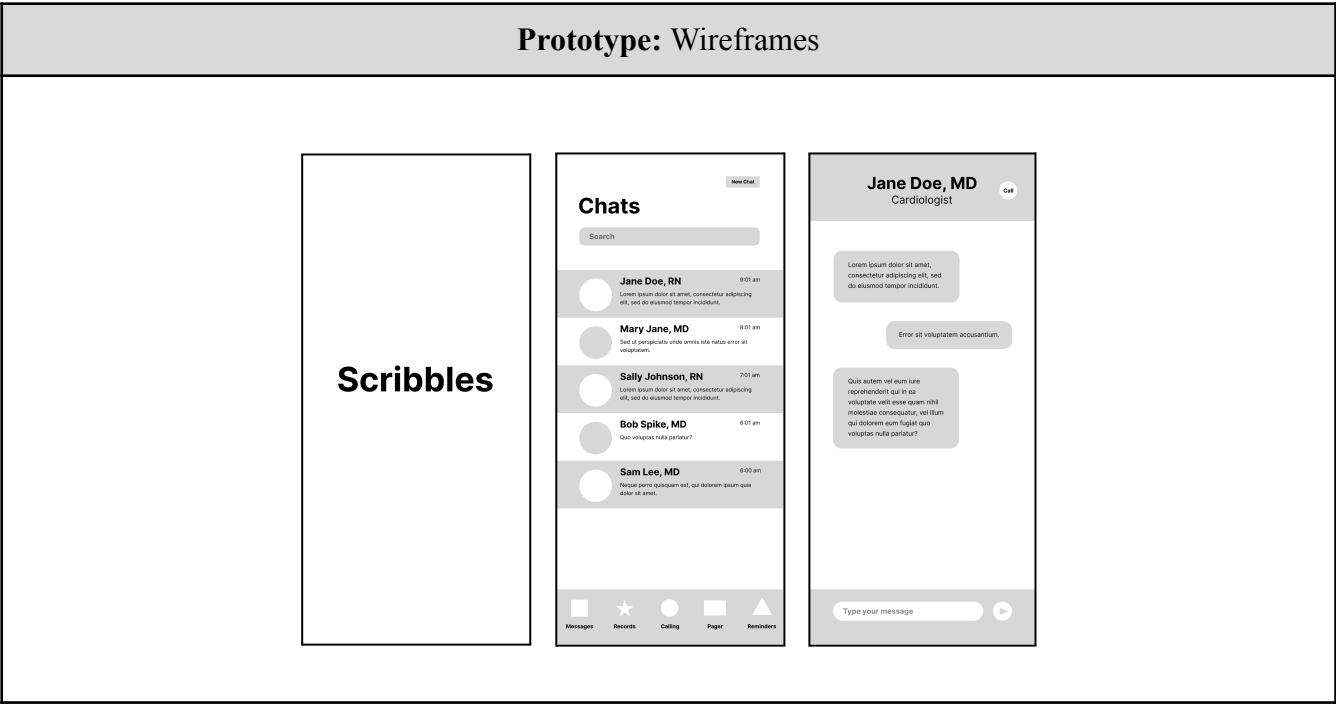 Prototype: Wireframes
Scribbles
New Chat
Chats
Search
Jane Doe, RN
9:01 am
Lorem ipsum dolor sit amet, consectetur adipiscing
elit, sed do eiusmod tempor incididunt.
Mary Jane, MD
8:01 am
Sed ut perspiciatis unde omnis iste natus error sit
voluptatem.
Sally Johnson, RN
7:01 am
Lorem ipsum dolor sit amet, consectetur adipiscing
elit, sed do eiusmod tempor incididunt.
Bob Spike, MD
6:01 am
Quo voluptas nulla pariatur?
Sam Lee, MD
6:00 am
Neque porro quisquam est, qui dolorem ipsum quia
dolor sit amet.
Messages
Records
Calling
Pager
Reminders
Jane Doe, MD
Cardiologist
Call
Lorem ipsum dolor sit amet,
consectetur adipiscing elit, sed
do eiusmod tempor incididunt.
Error sit voluptatem accusantium.
Quis autem vel eum iure
reprehenderit qui in ea
voluptate velit esse quam nihil
molestiae consequatur, vel illum
qui dolorem eum fugiat quo
voluptas nulla pariatur?
Type your message